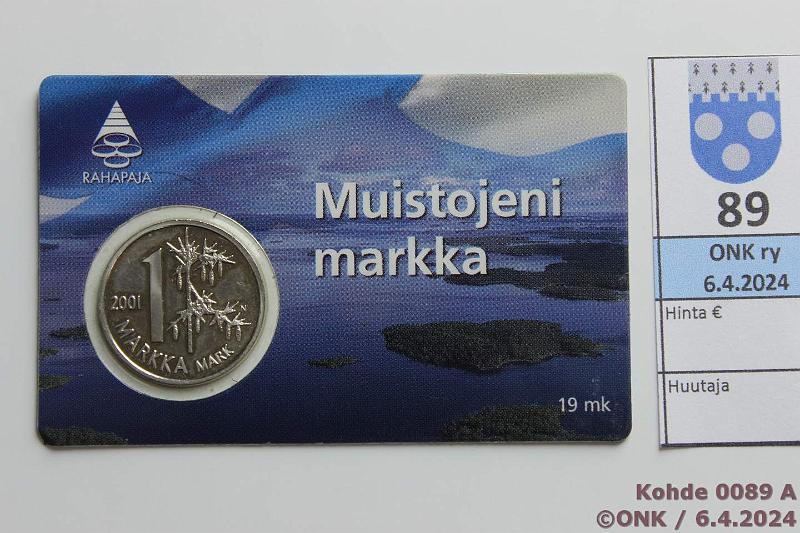 RAHAPAJA
Muistojeni
markka
2001
1
MARKKA MARK
N
19 mk
89
ONK ry
6.4.2024
Hinta €
Huutaja
Kohde 0089 A
©ONK / 6.4.2024